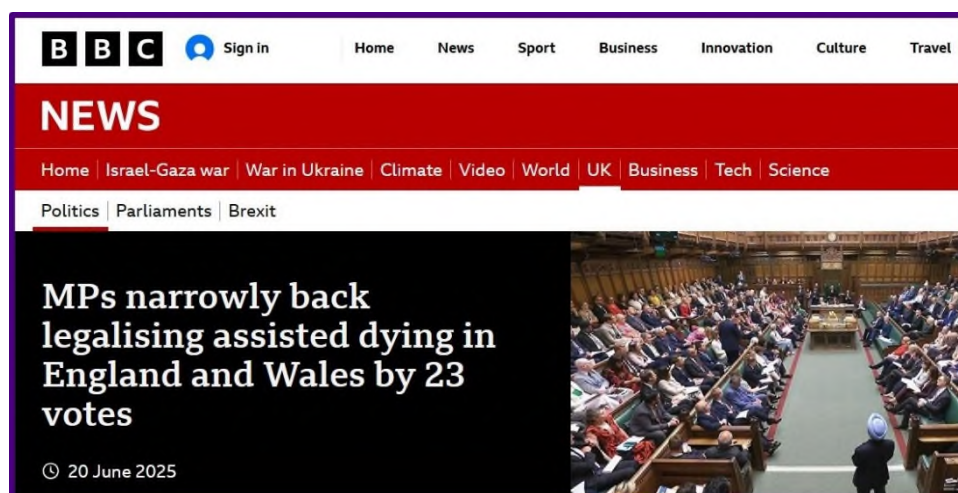 BBC Sign in Home News Sport Business Innovation Culture Travel
NEWS
Home Israel-Gaza war War in Ukraine Climate Video World UK Business Tech Science
Politics Parliaments Brexit
MPs narrowly back
legalising assisted dying in
England and Wales by 23
votes
20 June 2025